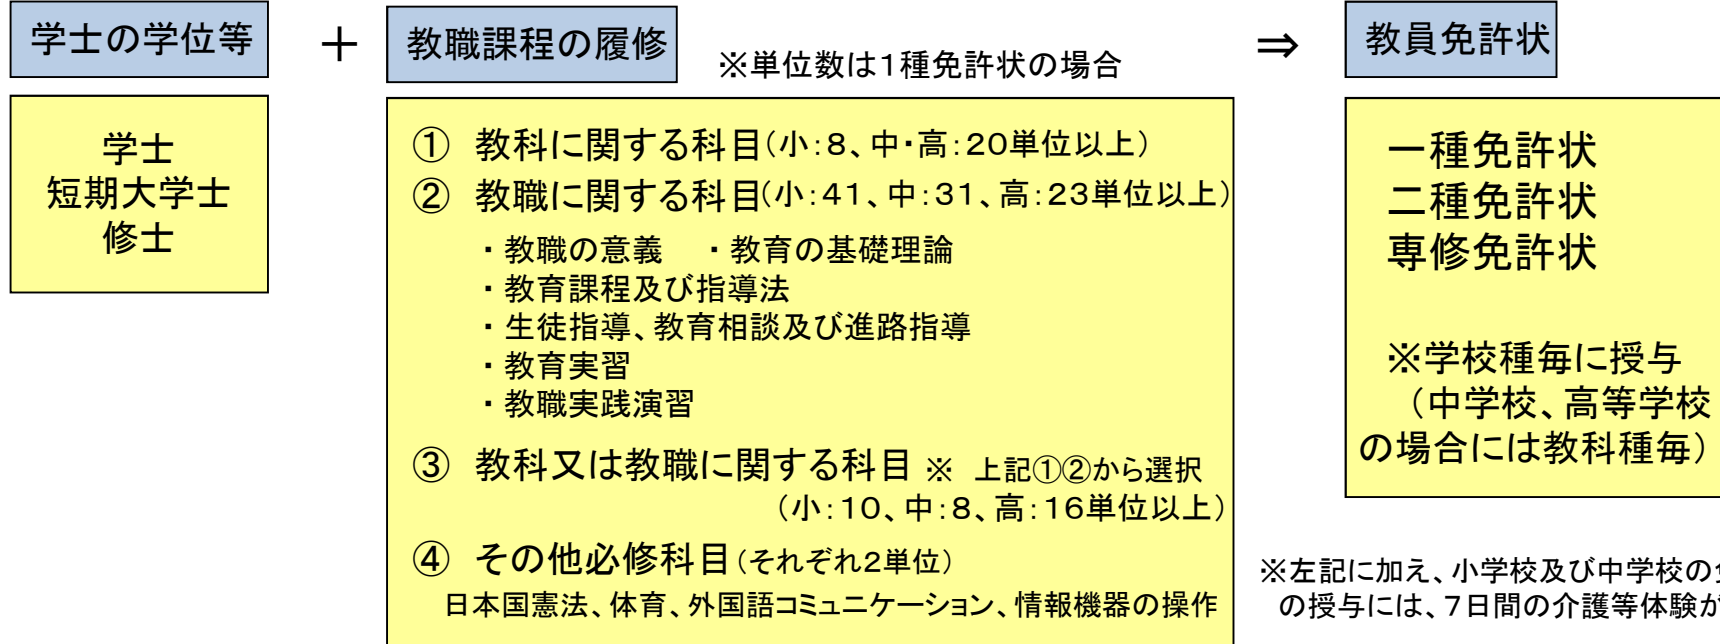 学士の学位等
＋
教職課程の履修
※単位数は１種免許状の場合
⇒
教員免許状
学士
短期大学士
修士
① 教科に関する科目（小：８、中・高：２０単位以上）
② 教職に関する科目（小：４１、中：３１、高：２３単位以上）
・教職の意義　・教育の基礎理論
・教育課程及び指導法
・生徒指導、教育相談及び進路指導
・教育実習
・教職実践演習
③ 教科又は教職に関する科目 ※ 上記①②から選択
（小：１０、中：８、高：１６単位以上）
④ その他必修科目（それぞれ２単位）
日本国憲法、体育、外国語コミュニケーション、情報機器の操作
一種免許状
二種免許状
専修免許状
※学校種毎に授与
（中学校、高等学校
の場合には教科種毎）
※左記に加え、小学校及び中学校の
の授与には、７日間の介護等体験が